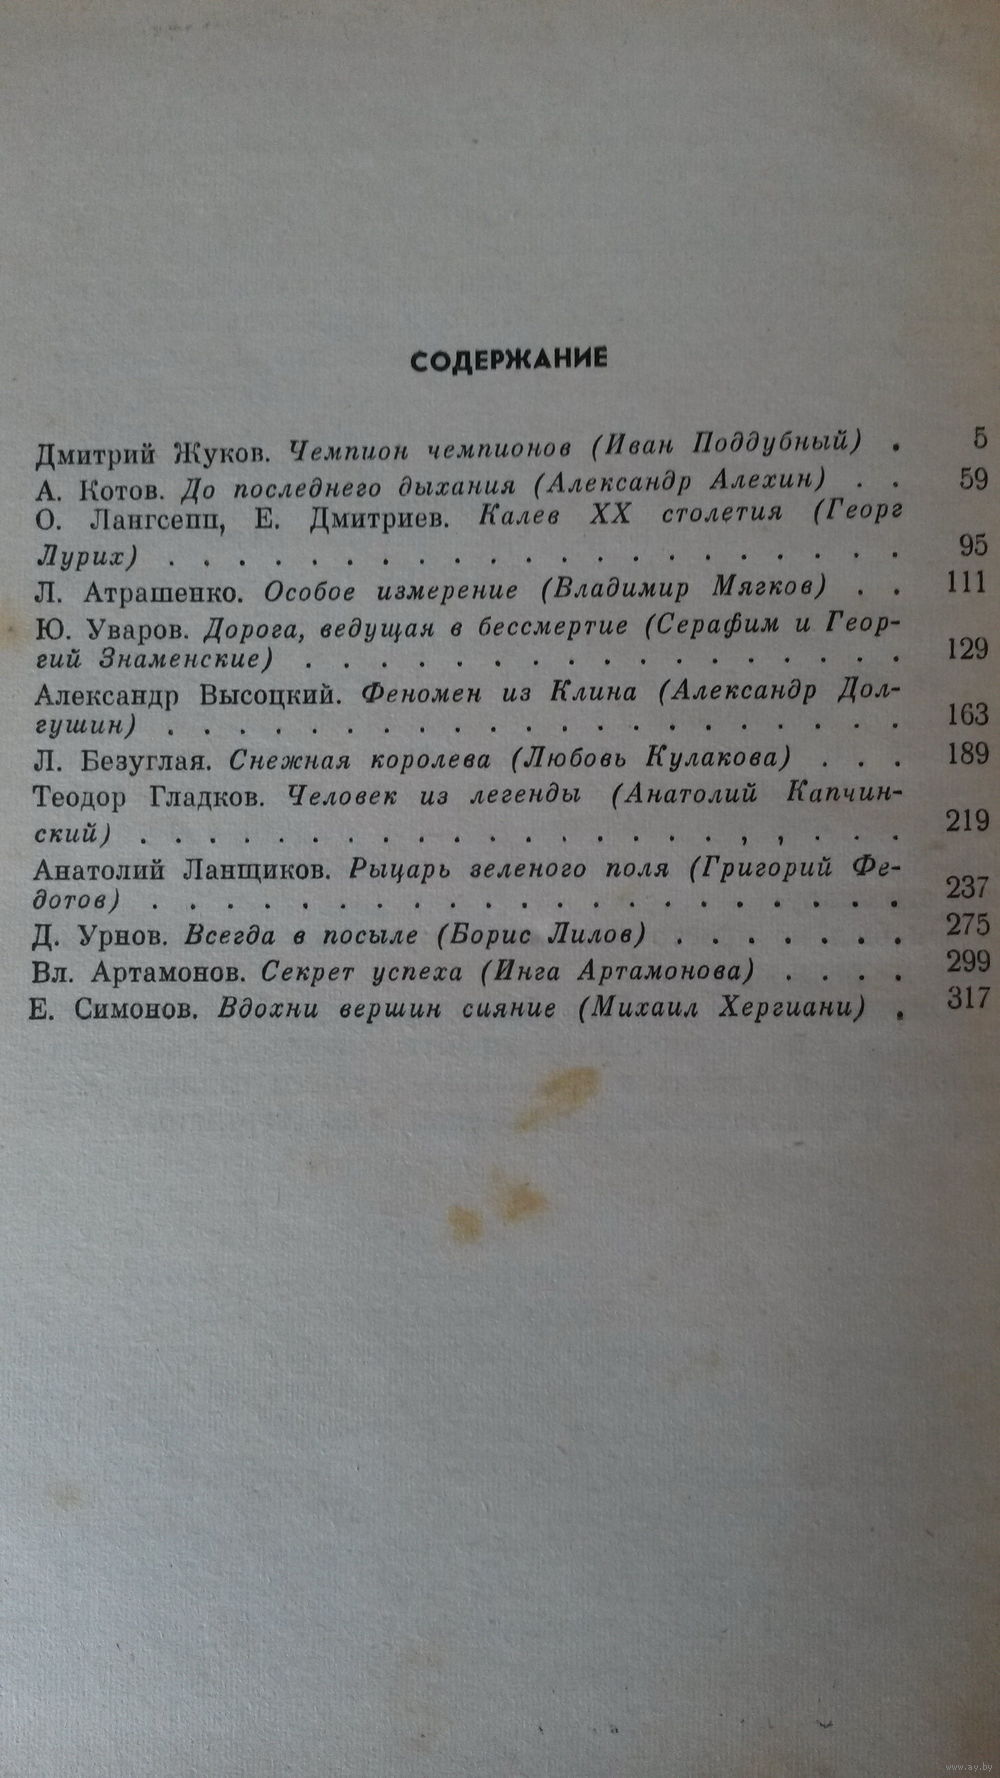 СОДЕРЖАНИЕ
Дмитрий Жуков. Чемпион чемпионов (Иван Поддубный) . 5
А. Котов. До последнего дыхания (Александр Алехин) . . 59
О. Лангсепп, Е. Дмитриев. Калев XX столетия (Георг
Лурих) . . . . . . . . . . . . . . . . . . . . . 95
Л. Атрашенко. Особое измерение (Владимир Мягков) . . 111
Ю. Уваров. Дорога, ведущая в бессмертие (Серафим и Геор-
гий Знаменские) . . . . . . . . . . . . . . . . 129
Александр Высоцкий. Феномен из Клина (Александр Дол-
гушин) . . . . . . . . . . . . . . . . . . . . . 163
Л. Безуглая. Снежная королева (Любовь Кулакова) . . . 189
Теодор Гладков. Человек из легенды (Анатолий Капчин-
ский) . . . . . . . . . . . . . . . . . , , . . . 219
Анатолий Ланщиков. Рыцарь зеленого поля (Григорий Фе-
дотов) . . . . . . . . . . . . . . . . . . . . . 237
Д. Урнов. Всегда в посыле (Борис Лилов) . . . . . . . 275
Вл. Артамонов. Секрет успеха (Инга Артамонова) . . . . 299
Е. Симонов. Вдохни вершин сияние (Михаил Хергиани) . 317
www.ay.by